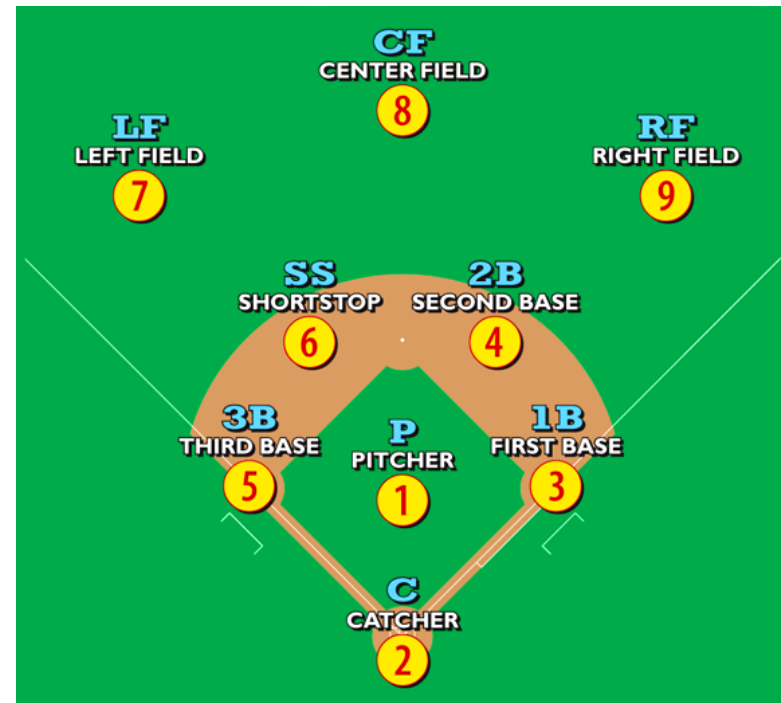 CF
CENTER FIELD
8
LF
LEFT FIELD
7
RF
RIGHT FIELD
9
SS
SHORTSTOP
6
2B
SECOND BASE
4
3B
THIRD BASE
5
P
PITCHER
1
1B
FIRST BASE
3
C
CATCHER
2